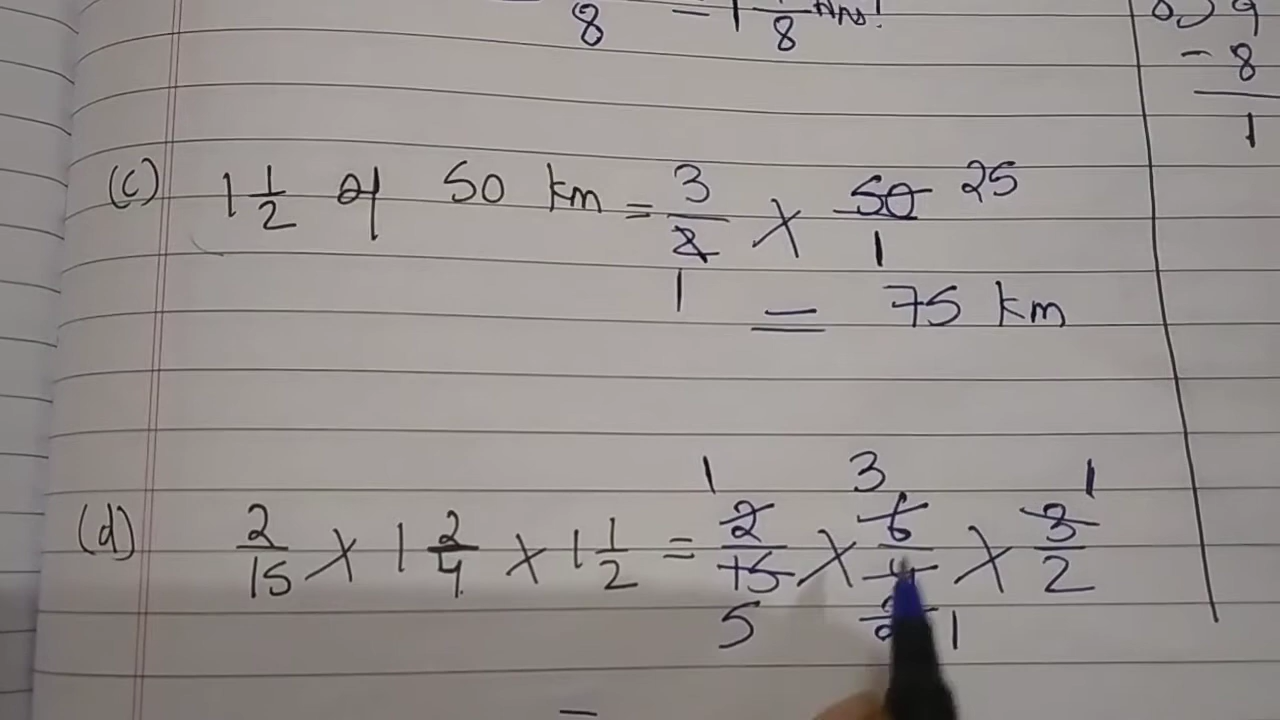 8 = 1 1/8 Ans!
8) 9
- 8
1
(c) 1 1/2 of 50 km = 3/2 × 50/1 25
1
= 75 km
1 3 1
(d) 2/15 × 1 2/4 × 1 1/2 = 2/15 × 6/4 × 3/2
5 2 1
=